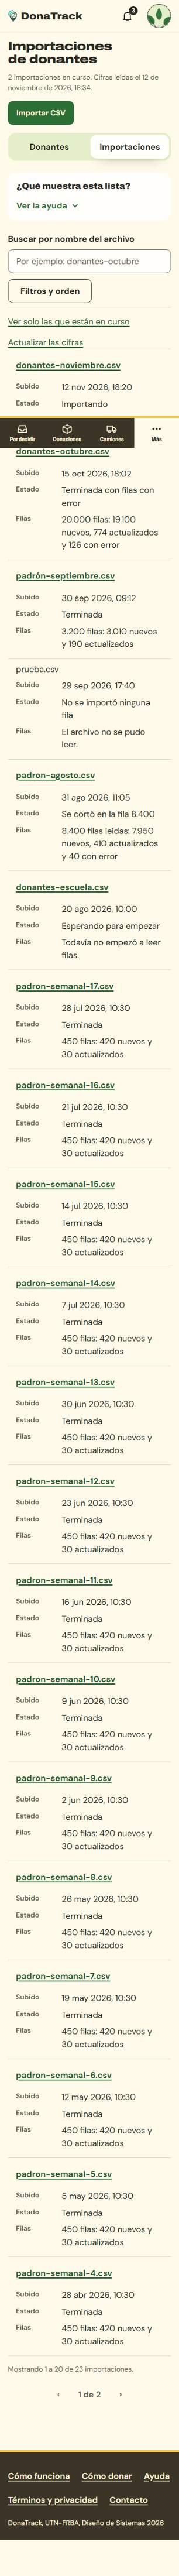 DonaTrack
3
Importaciones
de donantes
2 importaciones en curso. Cifras leídas el 12 de
noviembre de 2026, 18:34.
Importar CSV
Donantes
Importaciones
¿Qué muestra esta lista?
Ver la ayuda
Buscar por nombre del archivo
Por ejemplo: donantes-octubre
Filtros y orden
Ver solo las que están en curso
Actualizar las cifras
donantes-noviembre.csv
Subido 12 nov 2026, 18:20
Estado Importando
Por decidir
Donaciones
Camiones
Más
donantes-octubre.csv
Subido 15 oct 2026, 18:02
Estado Terminada con filas con
error
Filas 20.000 filas: 19.100
nuevos, 774 actualizados
y 126 con error
padrón-septiembre.csv
Subido 30 sep 2026, 09:12
Estado Terminada
Filas 3.200 filas: 3.010 nuevos
y 190 actualizados
prueba.csv
Subido 29 sep 2026, 17:40
Estado No se importó ninguna
fila
Filas El archivo no se pudo
leer.
padron-agosto.csv
Subido 31 ago 2026, 11:05
Estado Se cortó en la fila 8.400
Filas 8.400 filas leídas: 7.950
nuevos, 410 actualizados
y 40 con error
donantes-escuela.csv
Subido 20 ago 2026, 10:00
Estado Esperando para empezar
Filas Todavía no empezó a leer
filas.
padron-semanal-17.csv
Subido 28 jul 2026, 10:30
Estado Terminada
Filas 450 filas: 420 nuevos y
30 actualizados
padron-semanal-16.csv
Subido 21 jul 2026, 10:30
Estado Terminada
Filas 450 filas: 420 nuevos y
30 actualizados
padron-semanal-15.csv
Subido 14 jul 2026, 10:30
Estado Terminada
Filas 450 filas: 420 nuevos y
30 actualizados
padron-semanal-14.csv
Subido 7 jul 2026, 10:30
Estado Terminada
Filas 450 filas: 420 nuevos y
30 actualizados
padron-semanal-13.csv
Subido 30 jun 2026, 10:30
Estado Terminada
Filas 450 filas: 420 nuevos y
30 actualizados
padron-semanal-12.csv
Subido 23 jun 2026, 10:30
Estado Terminada
Filas 450 filas: 420 nuevos y
30 actualizados
padron-semanal-11.csv
Subido 16 jun 2026, 10:30
Estado Terminada
Filas 450 filas: 420 nuevos y
30 actualizados
padron-semanal-10.csv
Subido 9 jun 2026, 10:30
Estado Terminada
Filas 450 filas: 420 nuevos y
30 actualizados
padron-semanal-9.csv
Subido 2 jun 2026, 10:30
Estado Terminada
Filas 450 filas: 420 nuevos y
30 actualizados
padron-semanal-8.csv
Subido 26 may 2026, 10:30
Estado Terminada
Filas 450 filas: 420 nuevos y
30 actualizados
padron-semanal-7.csv
Subido 19 may 2026, 10:30
Estado Terminada
Filas 450 filas: 420 nuevos y
30 actualizados
padron-semanal-6.csv
Subido 12 may 2026, 10:30
Estado Terminada
Filas 450 filas: 420 nuevos y
30 actualizados
padron-semanal-5.csv
Subido 5 may 2026, 10:30
Estado Terminada
Filas 450 filas: 420 nuevos y
30 actualizados
padron-semanal-4.csv
Subido 28 abr 2026, 10:30
Estado Terminada
Filas 450 filas: 420 nuevos y
30 actualizados
Mostrando 1 a 20 de 23 importaciones.
‹ 1 de 2 ›
Cómo funciona Cómo donar Ayuda
Términos y privacidad Contacto
DonaTrack, UTN-FRBA, Diseño de Sistemas 2026